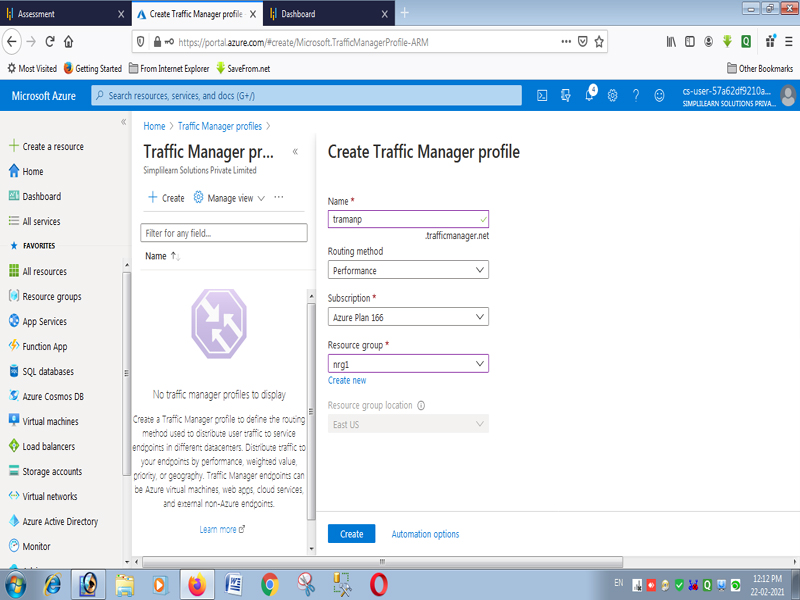 Assessment
Create Traffic Manager profile
Dashboard
https://portal.azure.com/#create/Microsoft.TrafficManagerProfile-ARM
Most Visited
Getting Started
From Internet Explorer
SaveFrom.net
Other Bookmarks
Microsoft Azure
Search resources, services, and docs (G+/)
4
cs-user-57a62df9210a...
SIMPLILEARN SOLUTIONS PRIVA...
Create a resource
Home
Dashboard
All services
FAVORITES
All resources
Resource groups
App Services
Function App
SQL databases
Azure Cosmos DB
Virtual machines
Load balancers
Storage accounts
Virtual networks
Azure Active Directory
Monitor
Home > Traffic Manager profiles >
Traffic Manager pr...
Simplilearn Solutions Private Limited
Create
Manage view
Filter for any field...
Name
No traffic manager profiles to display
Create a Traffic Manager profile to define the routing
method used to distribute user traffic to service
endpoints in different datacenters. Distribute traffic to
your endpoints by performance, weighted value,
priority, or geography. Traffic Manager endpoints can
be Azure virtual machines, web apps, cloud services,
and external non-Azure endpoints.
Learn more
Create Traffic Manager profile
Name *
tramanp
.trafficmanager.net
Routing method
Performance
Subscription *
Azure Plan 166
Resource group *
nrg1
Create new
Resource group location
East US
Create
Automation options
EN
12:12 PM
22-02-2021